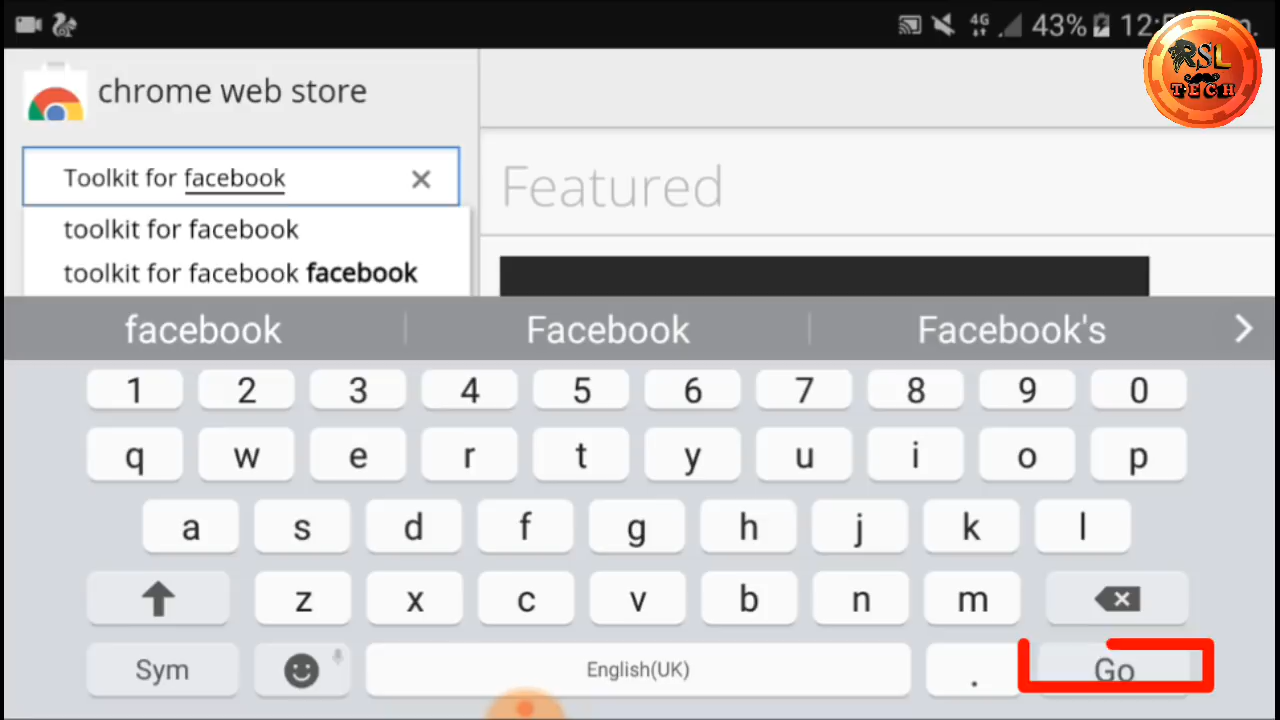 4G 43% 12:5
RSL
TECH
chrome web store
Toolkit for facebook
toolkit for facebook
toolkit for facebook facebook
Featured
facebook Facebook Facebook's
1 2 3 4 5 6 7 8 9 0
q w e r t y u i o p
a s d f g h j k l
z x c v b n m
Sym English(UK) . Go